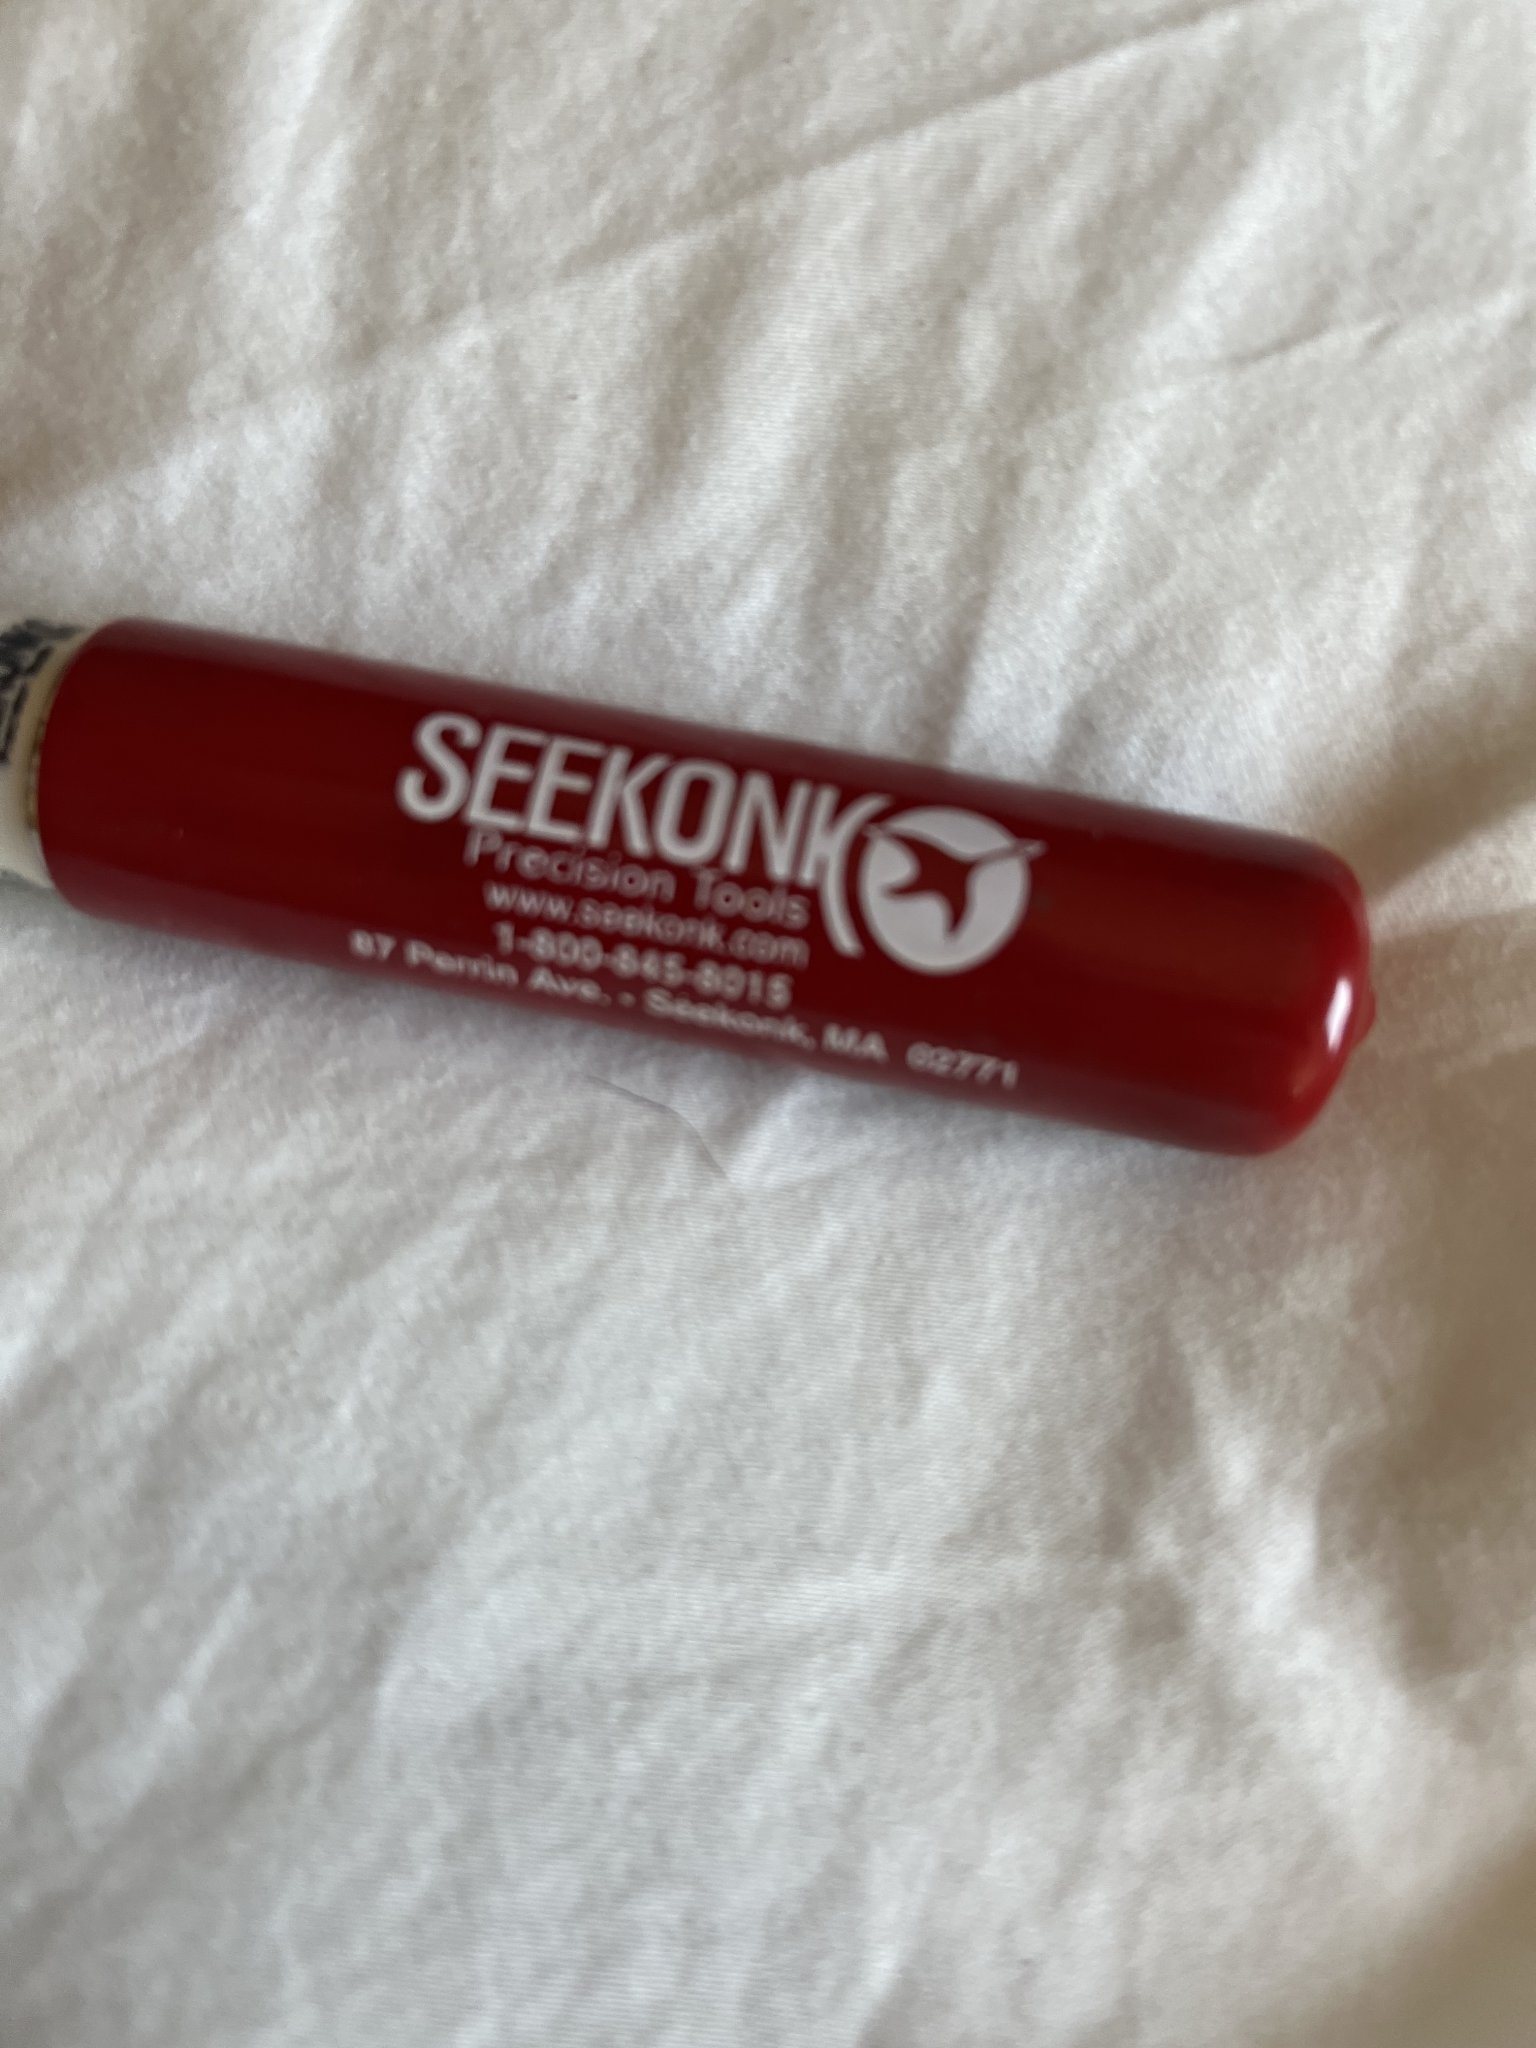 SEEKONK
Precision Tools
www.seekonk.com
1-800-845-8015
87 Perrin Ave. - Seekonk, MA 02771